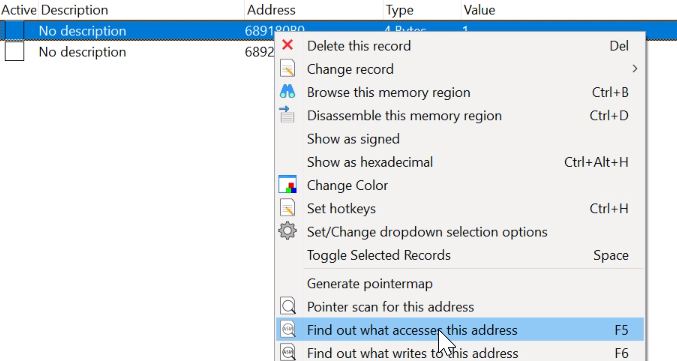 Active Description Address Type Value
No description 689180B0 4 Bytes 1
No description 6892
Delete this record Del
Change record
Browse this memory region Ctrl+B
Disassemble this memory region Ctrl+D
Show as signed
Show as hexadecimal Ctrl+Alt+H
Change Color
Set hotkeys Ctrl+H
Set/Change dropdown selection options
Toggle Selected Records Space
Generate pointermap
Pointer scan for this address
Find out what accesses this address F5
Find out what writes to this address F6